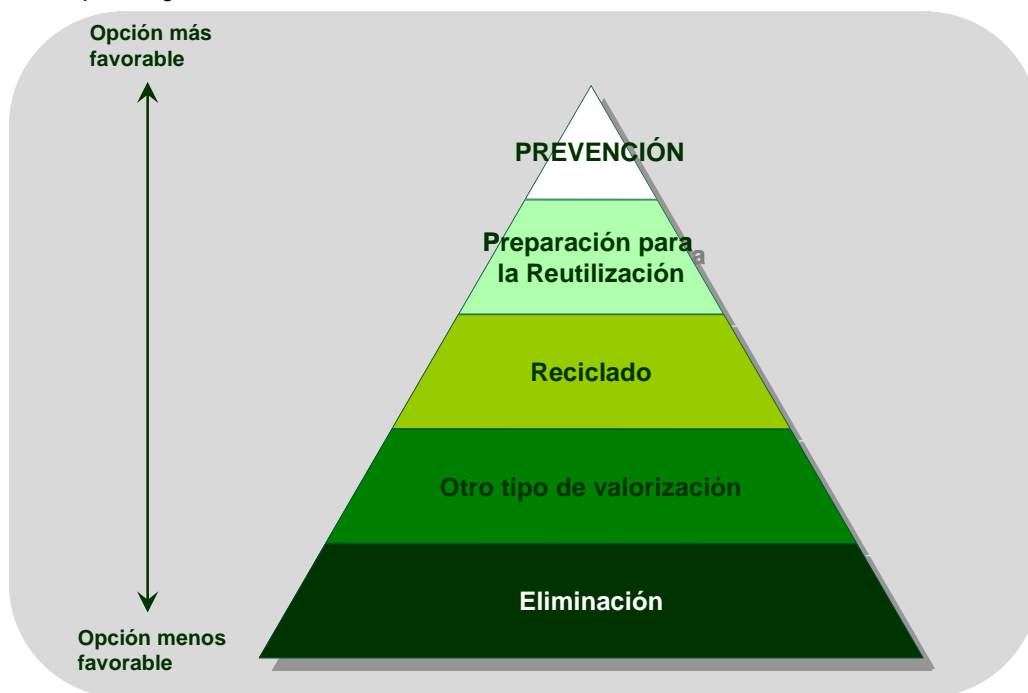 Opción más
favorable
PREVENCIÓN
Preparación para
la Reutilización
Reciclado
Otro tipo de valorización
Eliminación
Opción menos
favorable